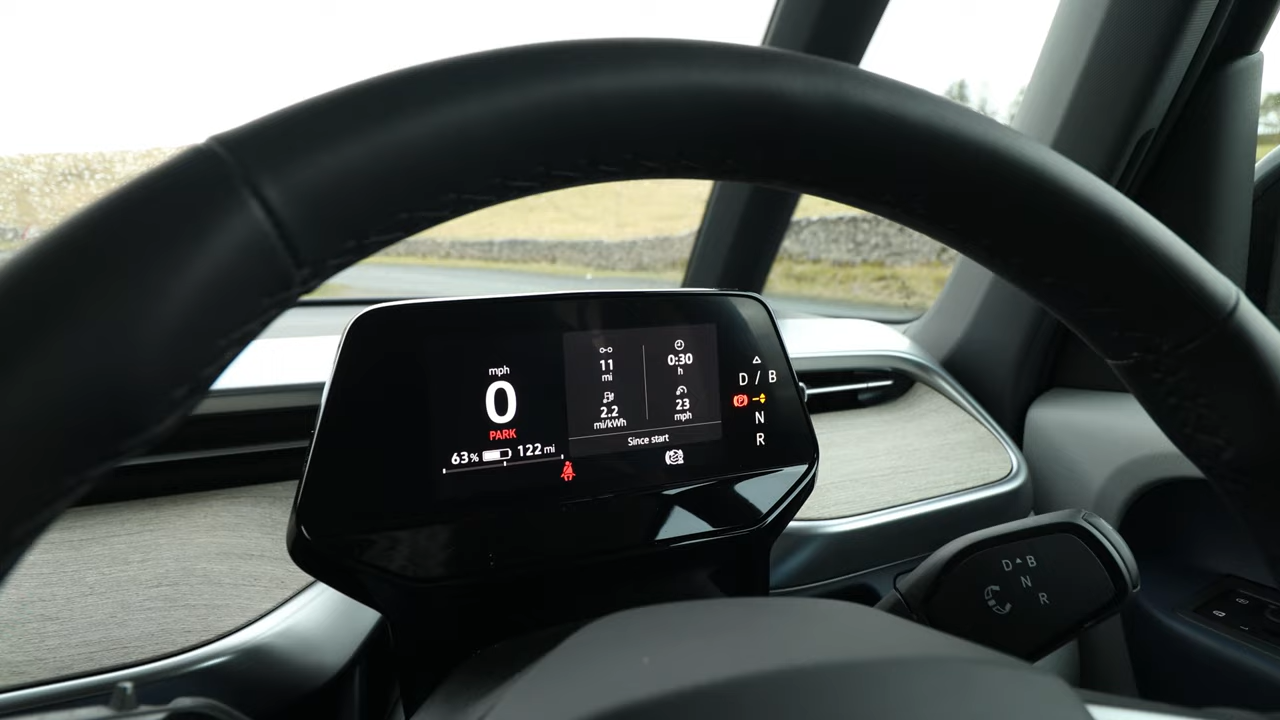 mph
0
PARK
63% 122 mi
11
mi
2.2
mi/kWh
0:30
h
23
mph
Since start
D / B
P
N
R
D B
N
R